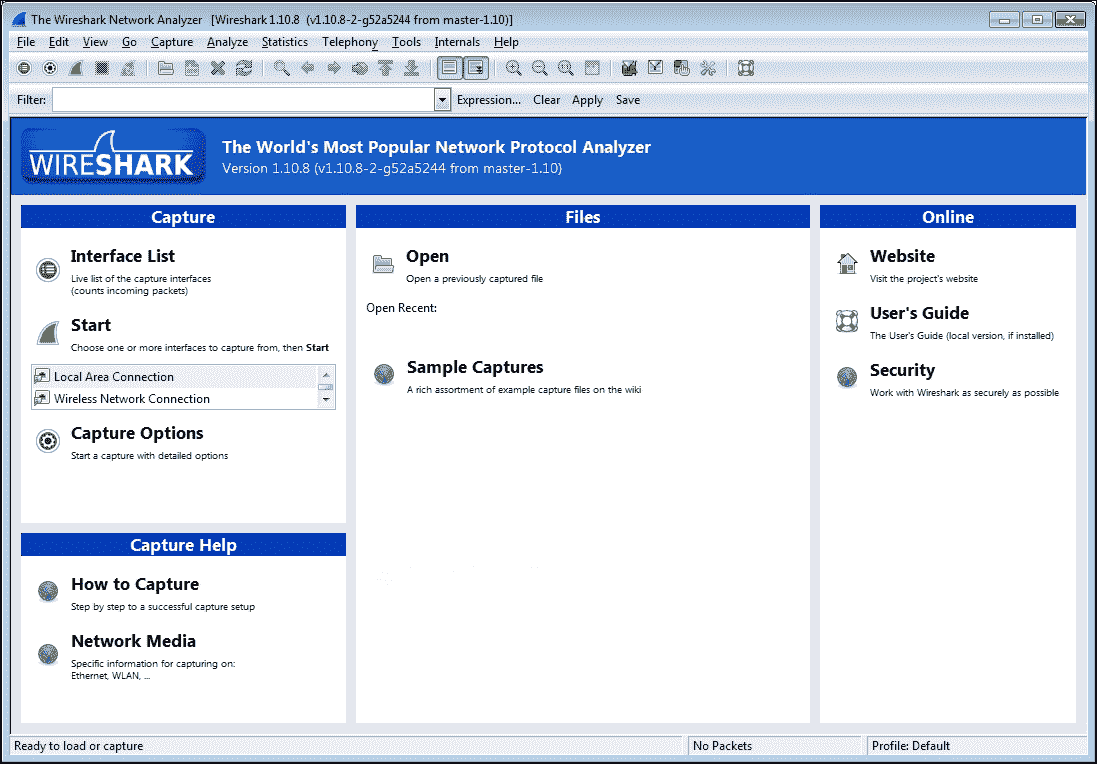 The Wireshark Network Analyzer [Wireshark 1.10.8 (v1.10.8-2-g52a5244 from master-1.10)]
File Edit View Go Capture Analyze Statistics Telephony Tools Internals Help
Filter: Expression... Clear Apply Save
WIRESHARK
The World's Most Popular Network Protocol Analyzer
Version 1.10.8 (v1.10.8-2-g52a5244 from master-1.10)
Capture
Interface List
Live list of the capture interfaces
(counts incoming packets)
Start
Choose one or more interfaces to capture from, then Start
Local Area Connection
Wireless Network Connection
Capture Options
Start a capture with detailed options
Capture Help
How to Capture
Step by step to a successful capture setup
Network Media
Specific information for capturing on:
Ethernet, WLAN, ...
Files
Open
Open a previously captured file
Open Recent:
Sample Captures
A rich assortment of example capture files on the wiki
Online
Website
Visit the project's website
User's Guide
The User's Guide (local version, if installed)
Security
Work with Wireshark as securely as possible
Ready to load or capture
No Packets
Profile: Default